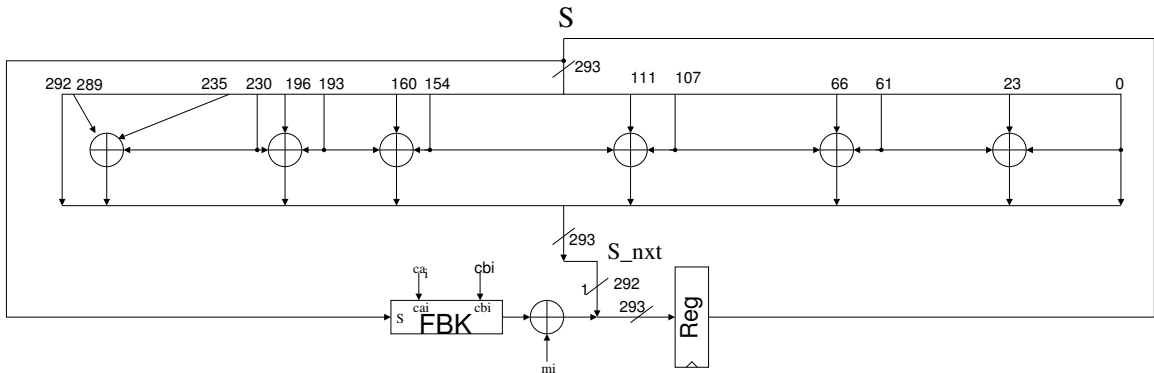 S
293
292 289 235 230 196 193 160 154 111 107 66 61 23 0
293
S_nxt
ca i cbi
1 292
cai cbi
293
S FBK
Reg
mi